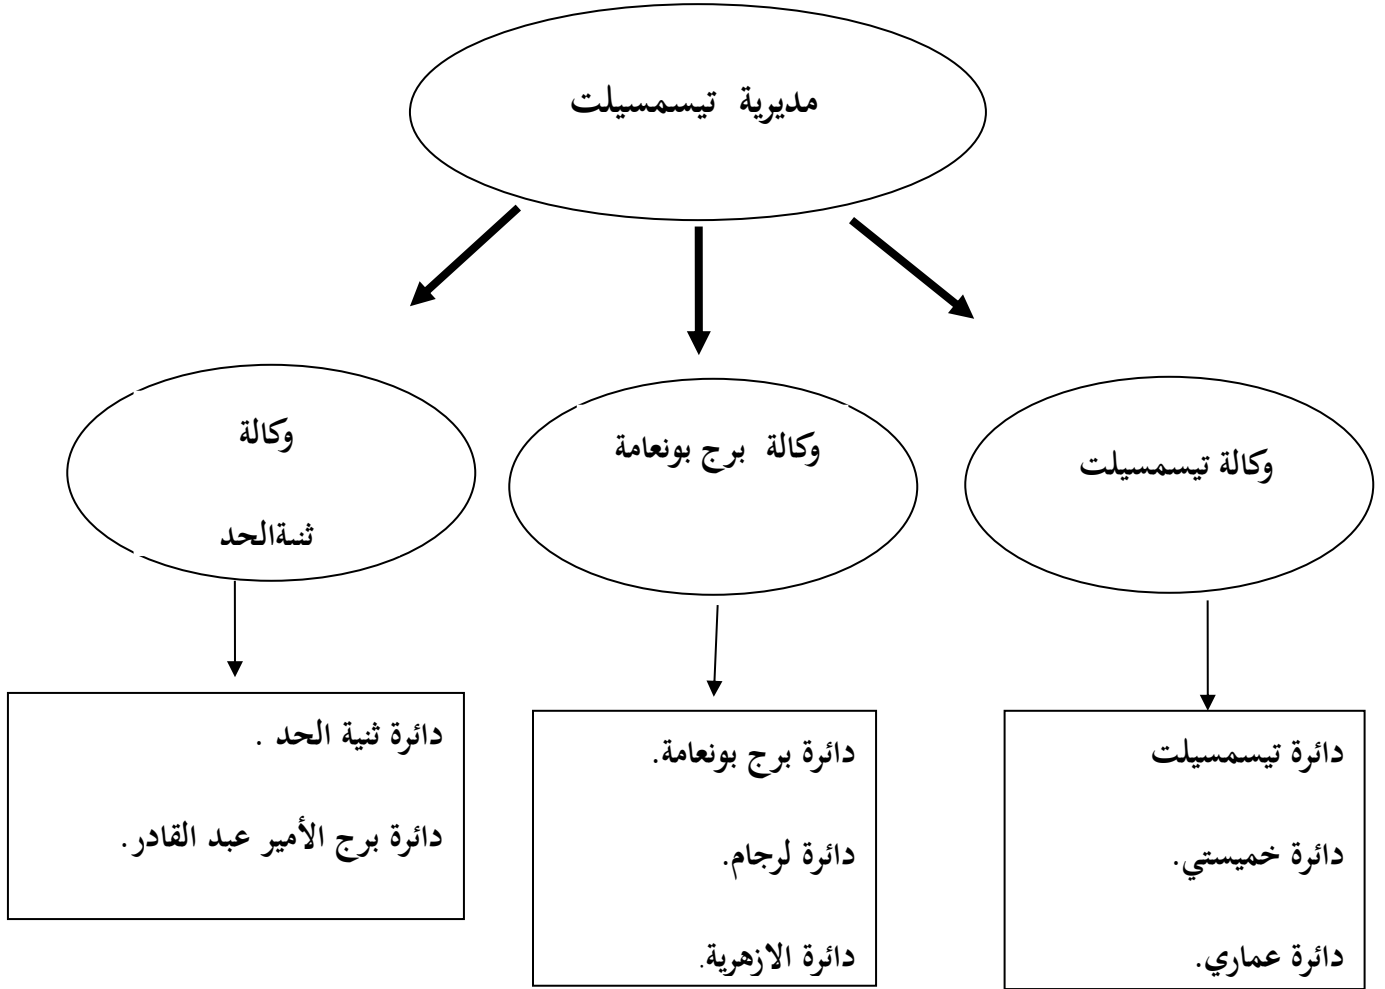 مديرية تيسمسيلت
وكالة تيسمسيلت
وكالة برج بونعامة
وكالة
ثنيةالحد
دائرة تيسمسيلت
دائرة خميستي.
دائرة عماري.
دائرة برج بونعامة.
دائرة لرجام.
دائرة الازهرية.
دائرة ثنية الحد .
دائرة برج الأمير عبد القادر.